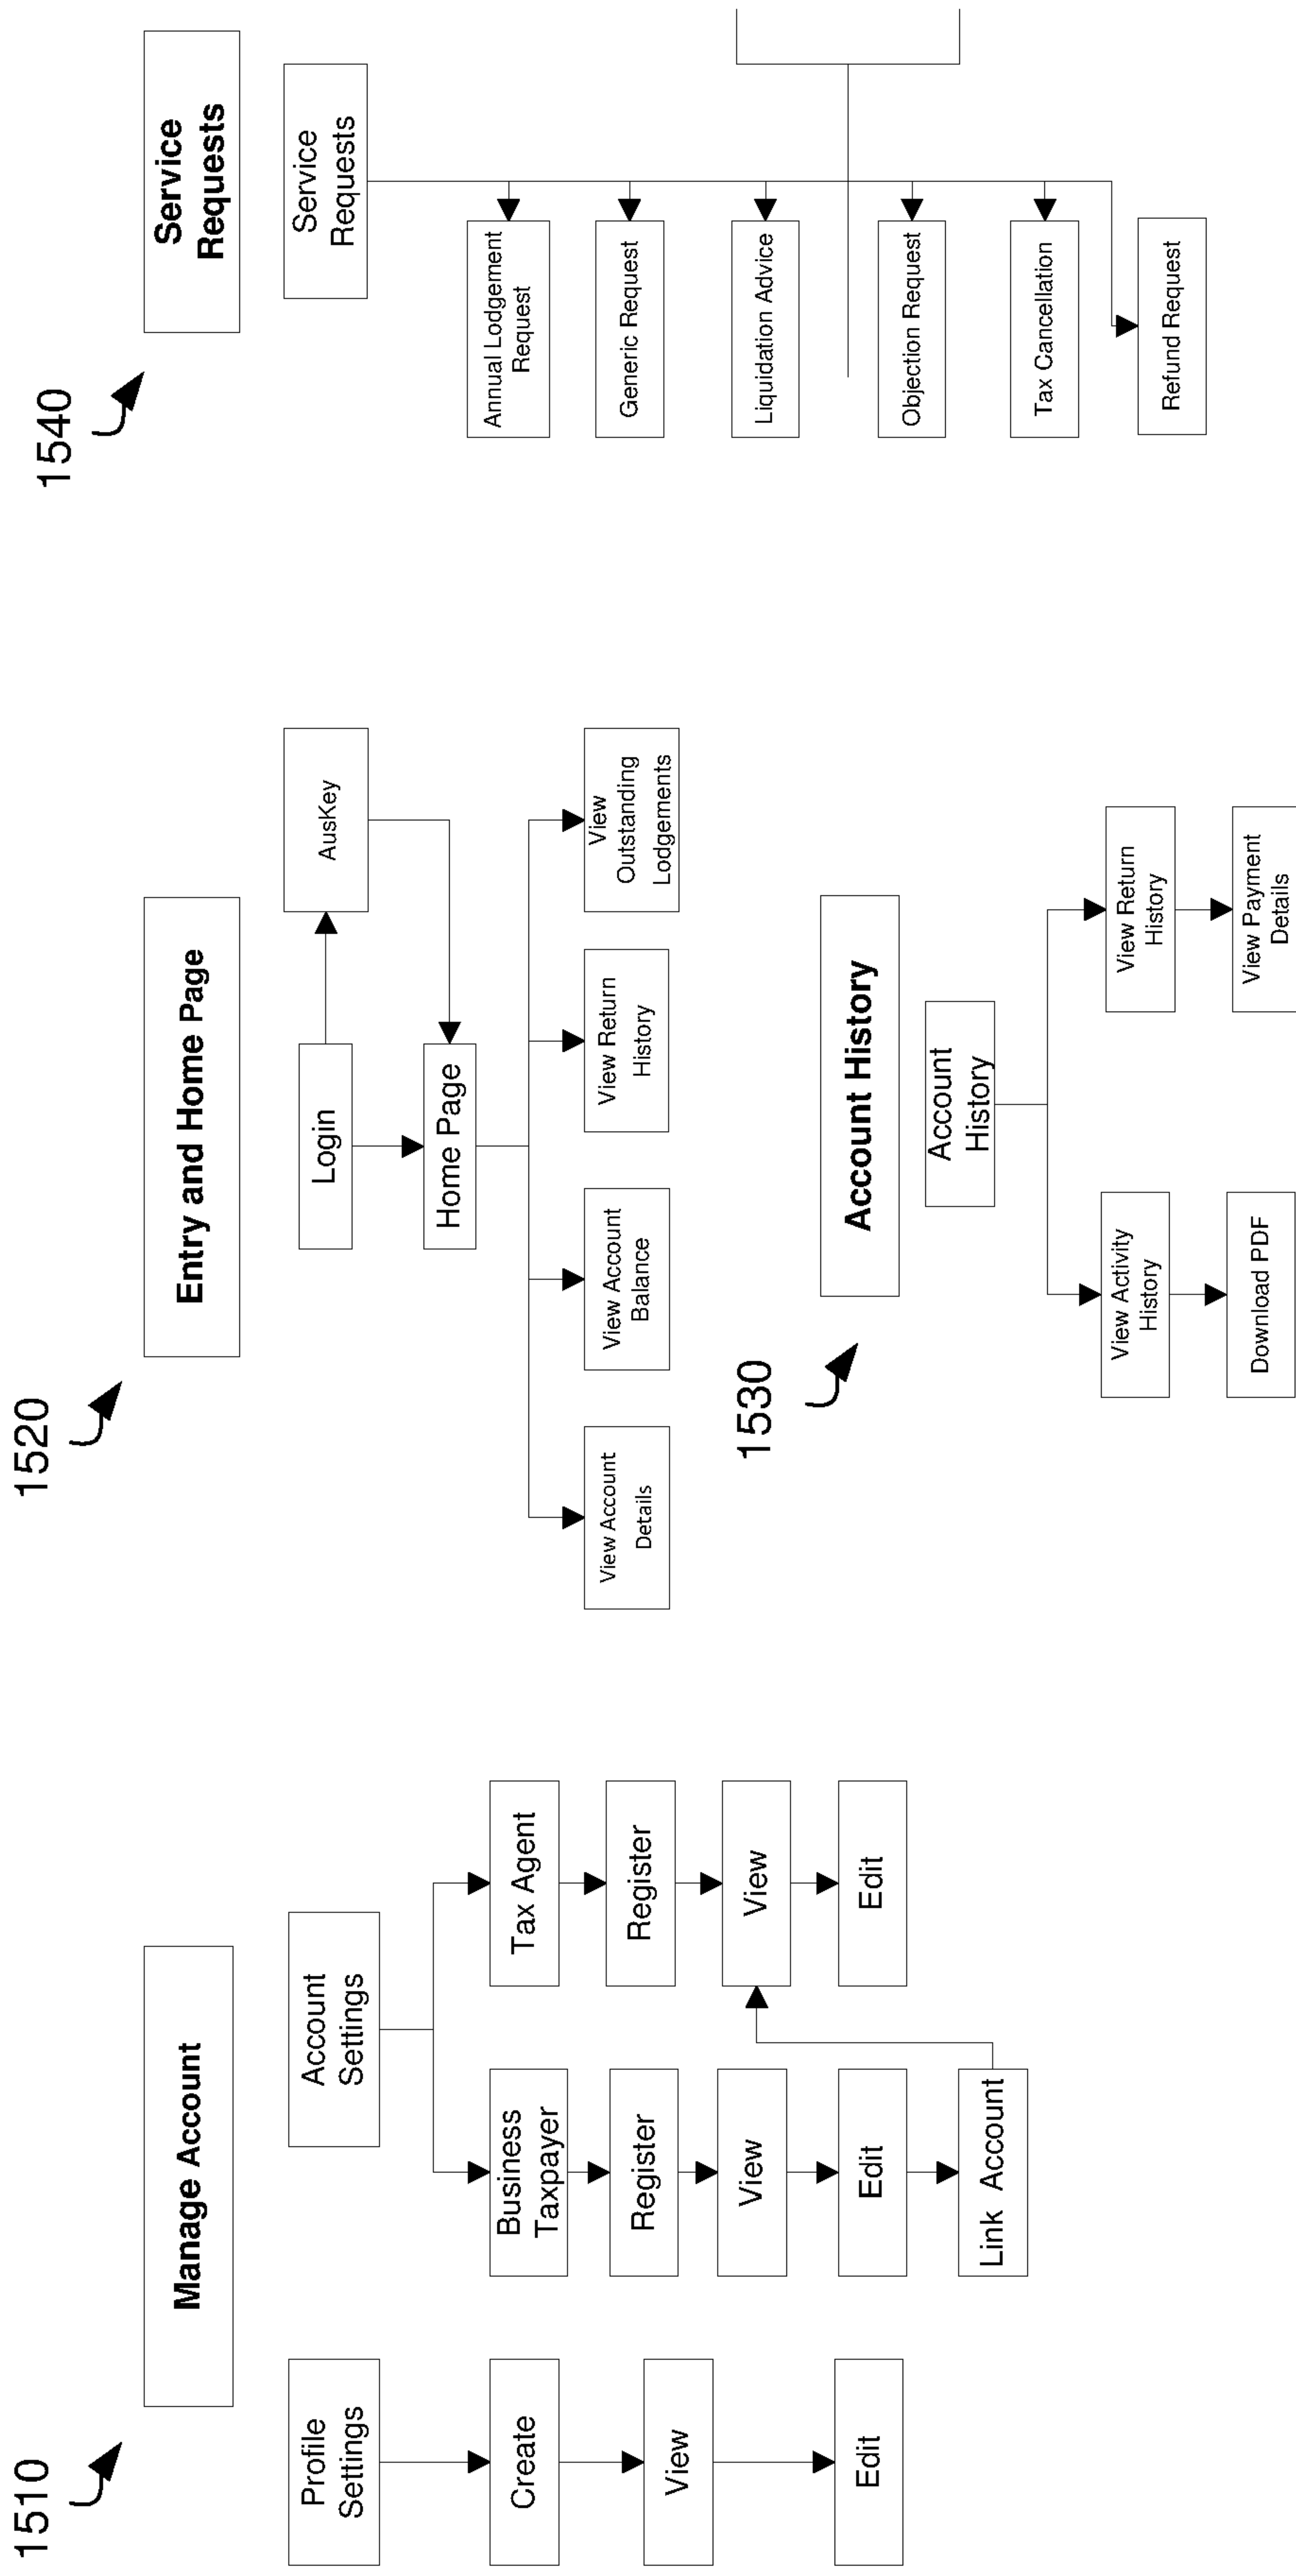 1510
Manage Account
Profile
Settings
Create
View
Edit
Account
Settings
Business
Taxpayer
Register
View
Edit
Link Account
Tax Agent
Register
View
Edit
1520
Entry and Home Page
Login
AusKey
Home Page
View Account
Details
View Account
Balance
View Return
History
View
Outstanding
Lodgements
1530
Account History
Account
History
View Activity
History
Download PDF
View Return
History
View Payment
Details
1540
Service
Requests
Service
Requests
Annual Lodgement
Request
Generic Request
Liquidation Advice
Objection Request
Tax Cancellation
Refund Request